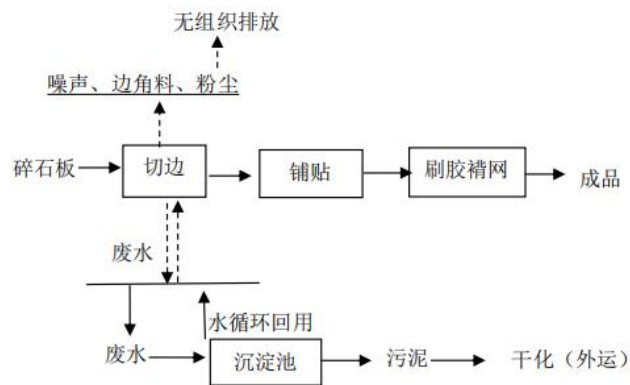 无组织排放
噪声、边角料、粉尘
碎石板
切边
铺贴
刷胶褙网
成品
废水
水循环回用
废水
沉淀池
污泥
干化（外运）